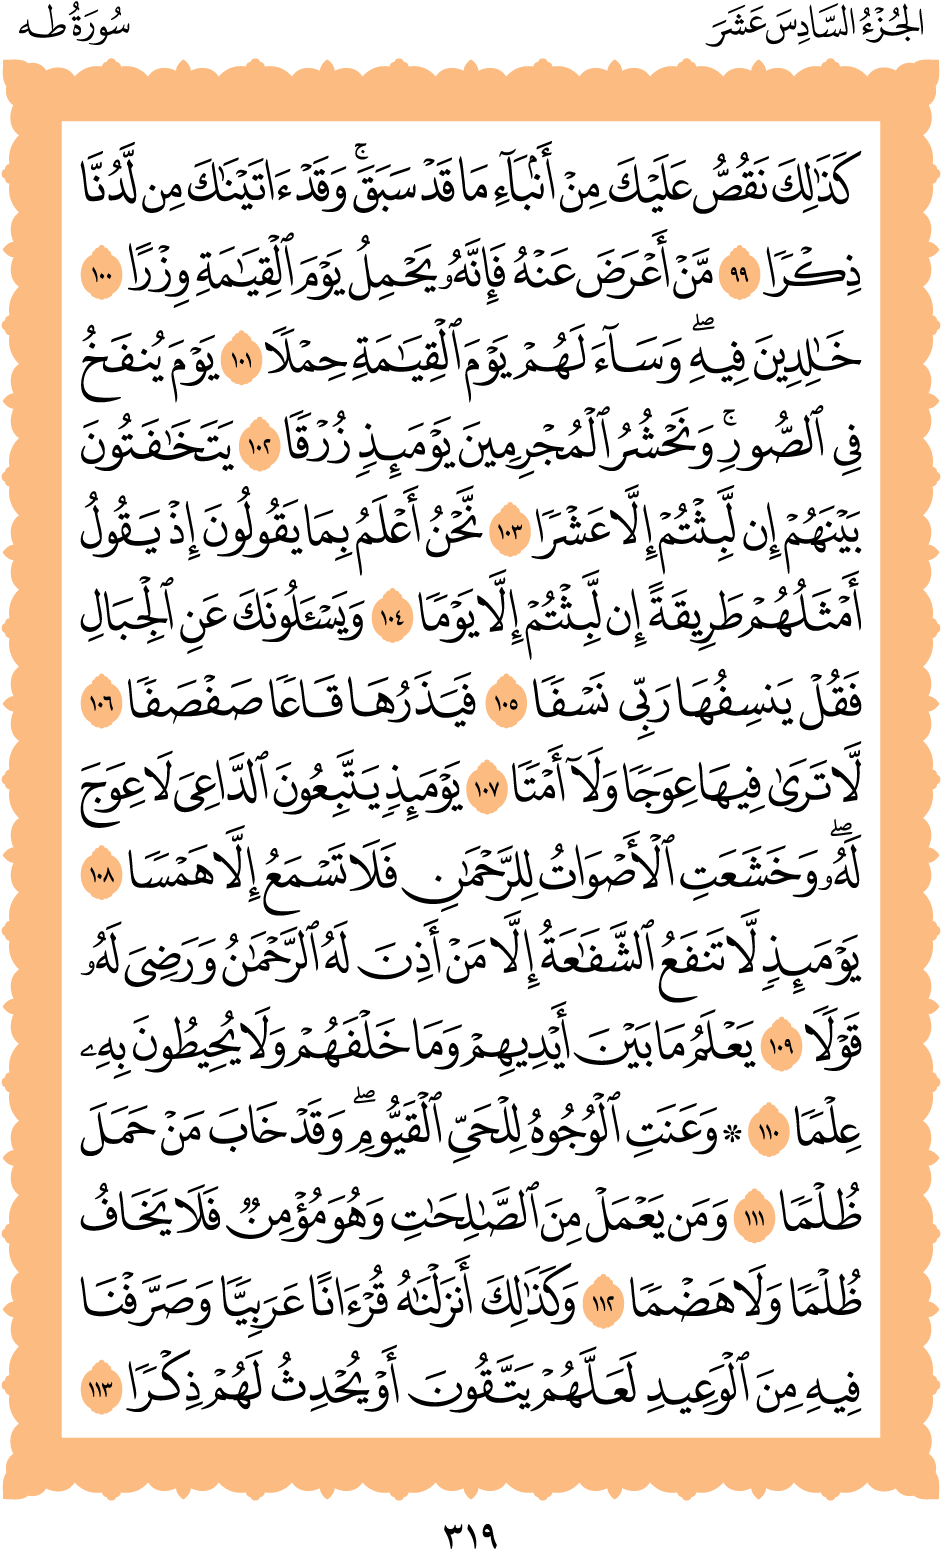 الجُزْءُ السَّادِسَ عَشَرَ
سُورَةُ طه
كَذَٰلِكَ نَقُصُّ عَلَيْكَ مِنْ أَنۢبَآءِ مَا قَدْ سَبَقَۚ وَقَدْ ءَاتَيْنَٰكَ مِن لَّدُنَّا
ذِكْرًا ٩٩ مَّنْ أَعْرَضَ عَنْهُ فَإِنَّهُۥ يَحْمِلُ يَوْمَ ٱلْقِيَٰمَةِ وِزْرًا ١٠٠
خَٰلِدِينَ فِيهِۖ وَسَآءَ لَهُمْ يَوْمَ ٱلْقِيَٰمَةِ حِمْلًا ١٠١ يَوْمَ يُنفَخُ
فِي ٱلصُّورِۚ وَنَحْشُرُ ٱلْمُجْرِمِينَ يَوْمَئِذٍ زُرْقًا ١٠٢ يَتَخَٰفَتُونَ
بَيْنَهُمْ إِن لَّبِثْتُمْ إِلَّا عَشْرًا ١٠٣ نَّحْنُ أَعْلَمُ بِمَا يَقُولُونَ إِذْ يَقُولُ
أَمْثَلُهُمْ طَرِيقَةً إِن لَّبِثْتُمْ إِلَّا يَوْمًا ١٠٤ وَيَسْـَٔلُونَكَ عَنِ ٱلْجِبَالِ
فَقُلْ يَنسِفُهَا رَبِّي نَسْفًا ١٠٥ فَيَذَرُهَا قَاعًا صَفْصَفًا ١٠٦
لَّا تَرَىٰ فِيهَا عِوَجًا وَلَآ أَمْتًا ١٠٧ يَوْمَئِذٍ يَتَّبِعُونَ ٱلدَّاعِيَ لَا عِوَجَ
لَهُۥۖ وَخَشَعَتِ ٱلْأَصْوَاتُ لِلرَّحْمَٰنِ فَلَا تَسْمَعُ إِلَّا هَمْسًا ١٠٨
يَوْمَئِذٍ لَّا تَنفَعُ ٱلشَّفَٰعَةُ إِلَّا مَنْ أَذِنَ لَهُ ٱلرَّحْمَٰنُ وَرَضِيَ لَهُۥ
قَوْلًا ١٠٩ يَعْلَمُ مَا بَيْنَ أَيْدِيهِمْ وَمَا خَلْفَهُمْ وَلَا يُحِيطُونَ بِهِۦ
عِلْمًا ١١٠ ۞ وَعَنَتِ ٱلْوُجُوهُ لِلْحَيِّ ٱلْقَيُّومِۖ وَقَدْ خَابَ مَنْ حَمَلَ
ظُلْمًا ١١١ وَمَن يَعْمَلْ مِنَ ٱلصَّٰلِحَٰتِ وَهُوَ مُؤْمِنٌ فَلَا يَخَافُ
ظُلْمًا وَلَا هَضْمًا ١١٢ وَكَذَٰلِكَ أَنزَلْنَٰهُ قُرْءَانًا عَرَبِيًّا وَصَرَّفْنَا
فِيهِ مِنَ ٱلْوَعِيدِ لَعَلَّهُمْ يَتَّقُونَ أَوْ يُحْدِثُ لَهُمْ ذِكْرًا ١١٣
٣١٩